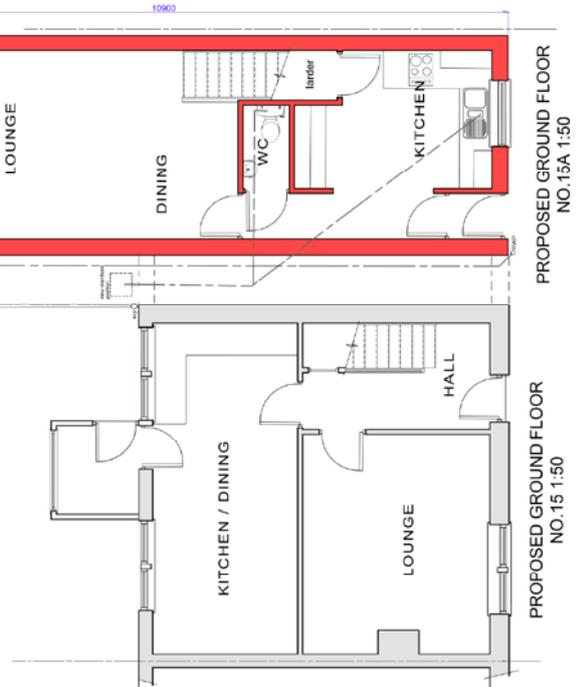 10900
LOUNGE
DINING
WC
larder
KITCHEN
PROPOSED GROUND FLOOR
NO.15A 1:50
KITCHEN / DINING
HALL
LOUNGE
PROPOSED GROUND FLOOR
NO.15 1:50